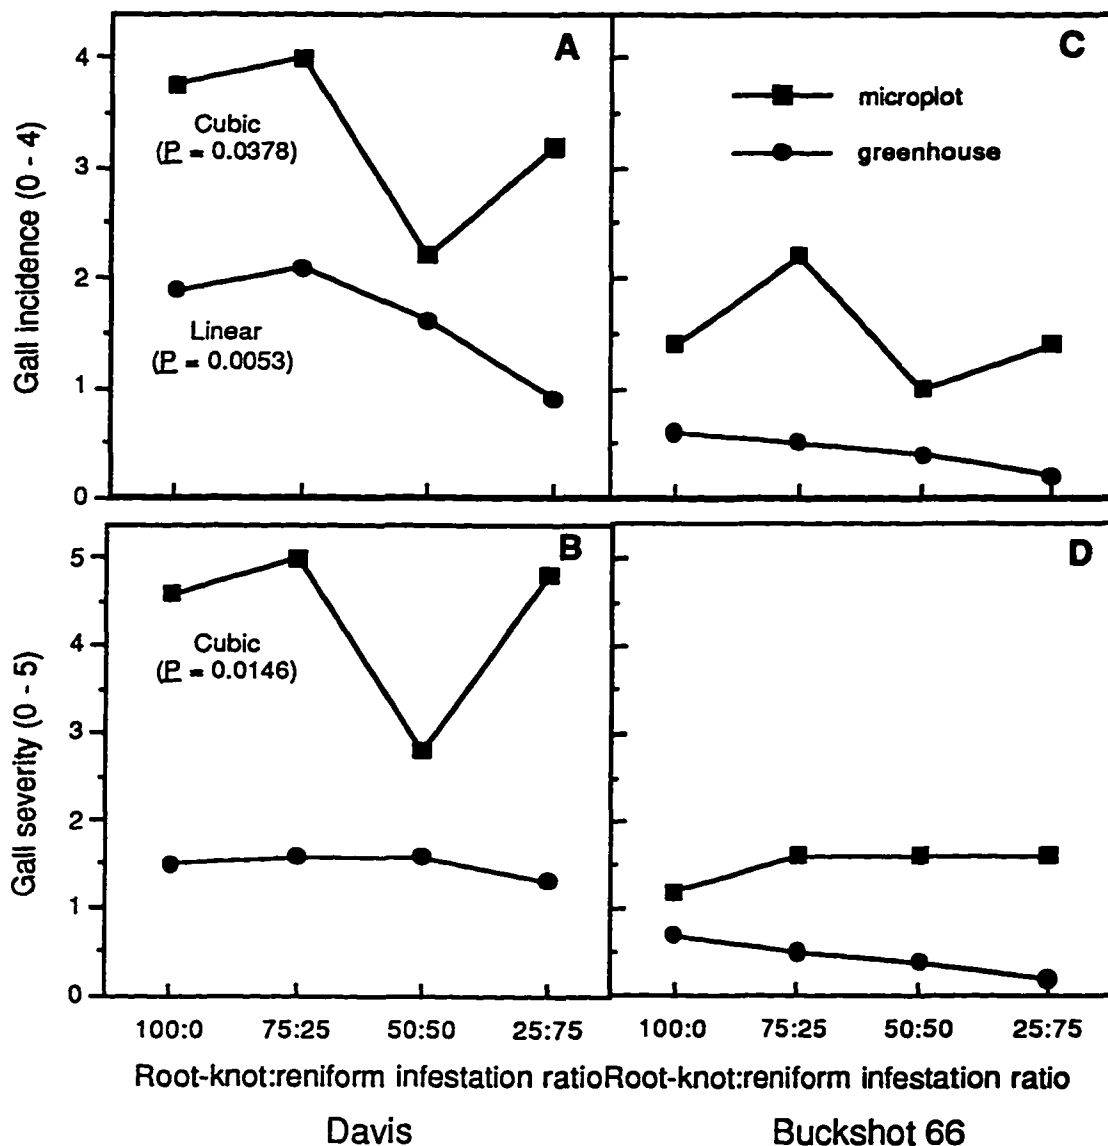 A
Gall incidence (0 - 4)
4
3
2
1
0
Cubic
(P = 0.0378)
Linear
(P = 0.0053)
C
microplot
greenhouse
B
Gall severity (0 - 5)
5
4
3
2
1
0
Cubic
(P = 0.0146)
D
100:0 75:25 50:50 25:75
100:0 75:25 50:50 25:75
Root-knot:reniform infestation ratio
Root-knot:reniform infestation ratio
Davis
Buckshot 66